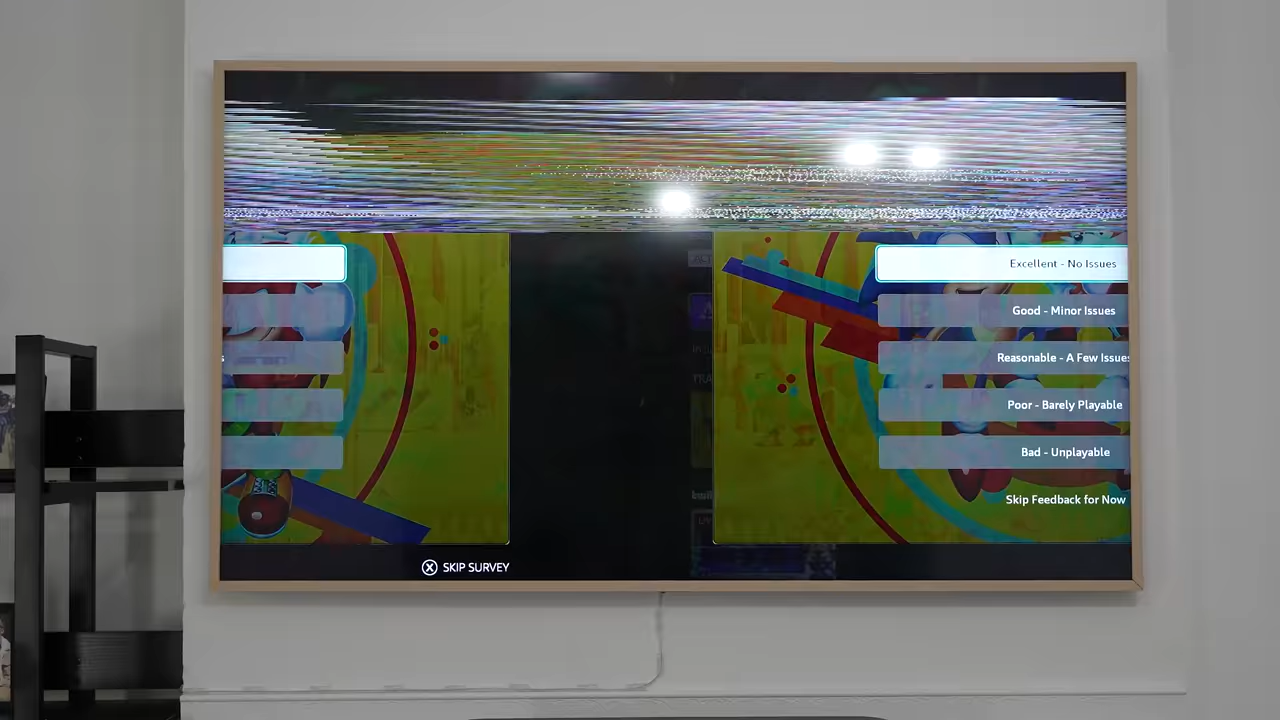 Excellent - No Issues
Good - Minor Issues
Reasonable - A Few Issues
Poor - Barely Playable
Bad - Unplayable
Skip Feedback for Now
SKIP SURVEY